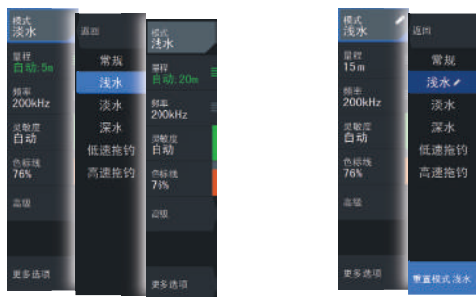 模式
淡水
量程
自动: 5m
频率
200kHz
灵敏度
自动
色标线
76%
高级
更多选项
返回
常规
浅水
淡水
深水
低速拖钓
高速拖钓
模式
浅水
量程
自动: 20m
频率
200kHz
灵敏度
自动
色标线
76%
高级
更多选项
模式
浅水
量程
15m
频率
200kHz
灵敏度
自动
色标线
76%
高级
更多选项
返回
常规
浅水
淡水
深水
低速拖钓
高速拖钓
重置模式 浅水